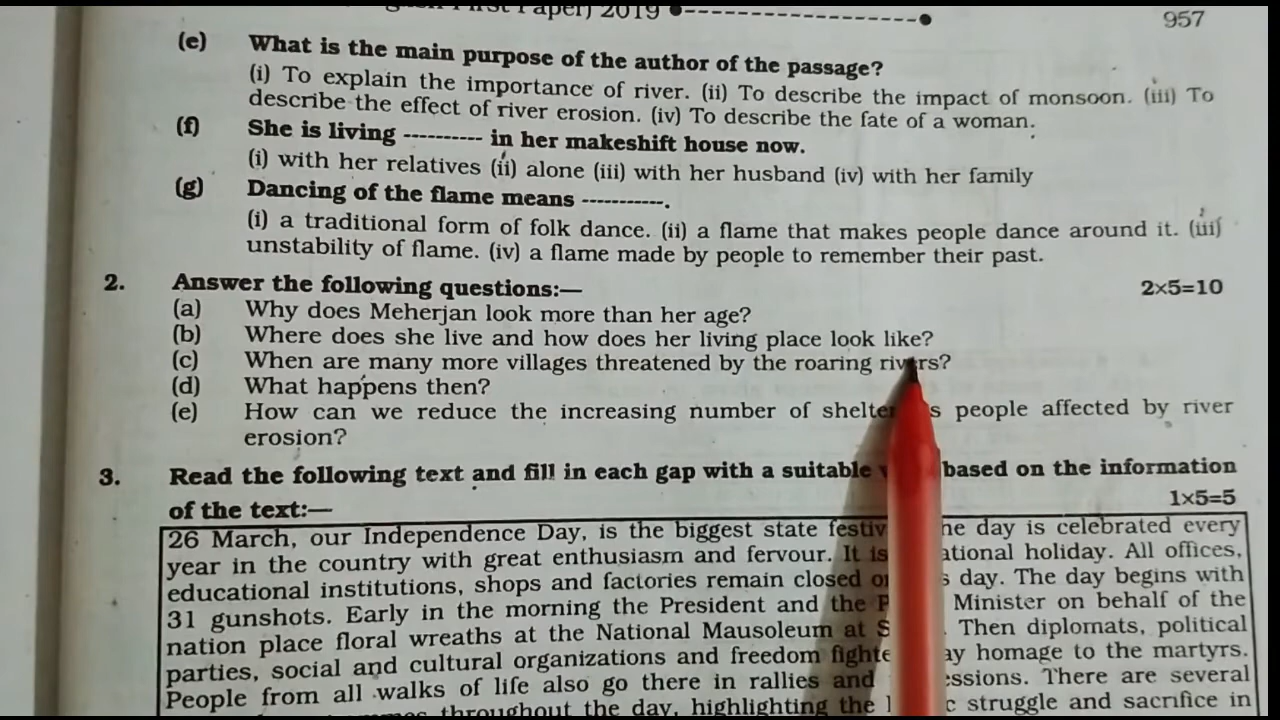 First Paper) 2019 ●--------------------●
957
(e) What is the main purpose of the author of the passage?
(i) To explain the importance of river. (ii) To describe the impact of monsoon. (iii) To
describe the effect of river erosion. (iv) To describe the fate of a woman.
(f) She is living ---------- in her makeshift house now.
(i) with her relatives (ii) alone (iii) with her husband (iv) with her family
(g) Dancing of the flame means -----------.
(i) a traditional form of folk dance. (ii) a flame that makes people dance around it. (iii)
unstability of flame. (iv) a flame made by people to remember their past.
2. Answer the following questions:— 2×5=10
(a) Why does Meherjan look more than her age?
(b) Where does she live and how does her living place look like?
(c) When are many more villages threatened by the roaring rivers?
(d) What happens then?
(e) How can we reduce the increasing number of people affected by river
erosion?
3. Read the following text and fill in each gap with a suitable based on the information
of the text:— 1×5=5
26 March, our Independence Day, is the biggest state day is celebrated every
year in the country with great enthusiasm and fervour. It holiday. All offices,
educational institutions, shops and factories remain closed day. The day begins with
31 gunshots. Early in the morning the President and the Minister on behalf of the
nation place floral wreaths at the National Mausoleum at Then diplomats, political
parties, social and cultural organizations and freedom homage to the martyrs.
People from all walks of life also go there in rallies and There are several
throughout the day, highlighting the struggle and sacrifice in